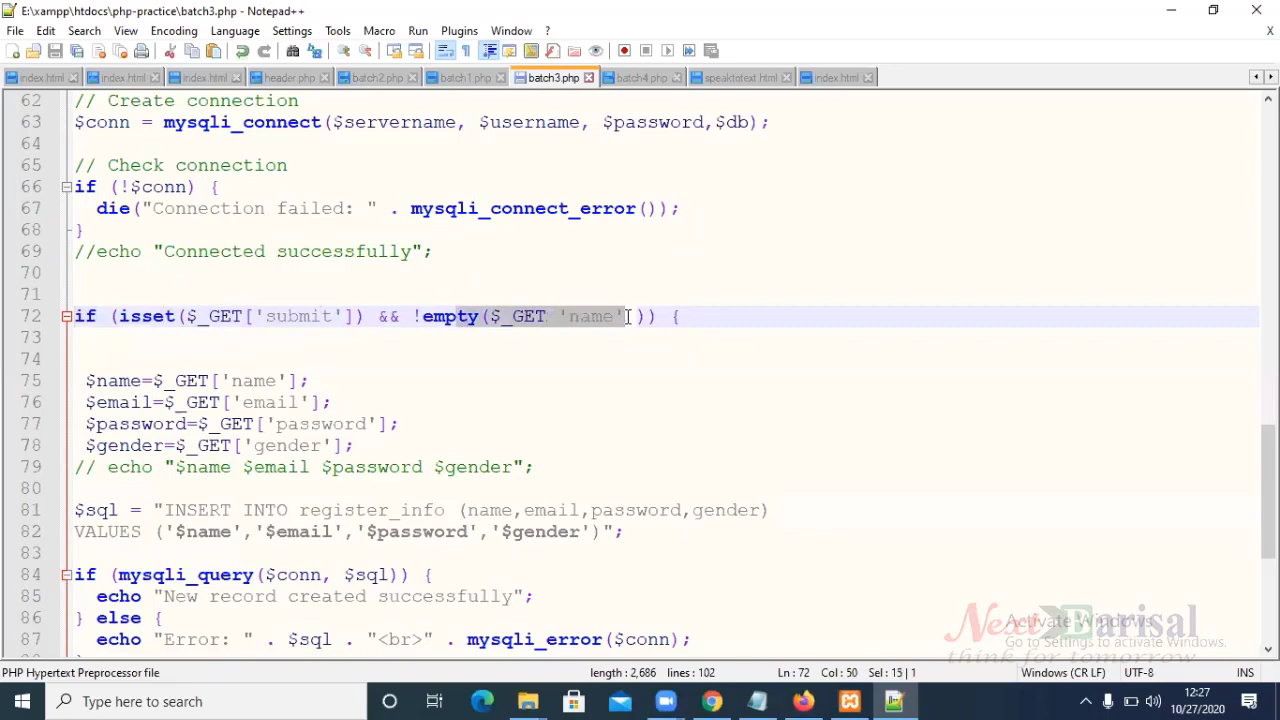 E:\xampp\htdocs\php-practice\batch3.php - Notepad++
File Edit Search View Encoding Language Settings Tools Macro Run Plugins Window ? X
index.html index.html index.html header.php batch2.php batch1.php batch3.php batch4.php speaktotext.html index.html
62 // Create connection
63 $conn = mysqli_connect($servername, $username, $password,$db);
64
65 // Check connection
66 if (!$conn) {
67 die("Connection failed: " . mysqli_connect_error());
68 }
69 //echo "Connected successfully";
70
71
72 if (isset($_GET['submit']) && !empty($_GET['name'])) {
73
74
75 $name=$_GET['name'];
76 $email=$_GET['email'];
77 $password=$_GET['password'];
78 $gender=$_GET['gender'];
79 // echo "$name $email $password $gender";
80
81 $sql = "INSERT INTO register_info (name,email,password,gender)
82 VALUES ('$name','$email','$password','$gender')";
83
84 if (mysqli_query($conn, $sql)) {
85 echo "New record created successfully";
86 } else {
87 echo "Error: " . $sql . "<br>" . mysqli_error($conn);
Next Barisal
think for tomorrow
Activate Windows
Go to Settings to activate Windows.
PHP Hypertext Preprocessor file length : 2,686 lines : 102 Ln : 72 Col : 50 Sel : 15 | 1 Windows (CR LF) UTF-8 INS
Type here to search
12:27
10/27/2020